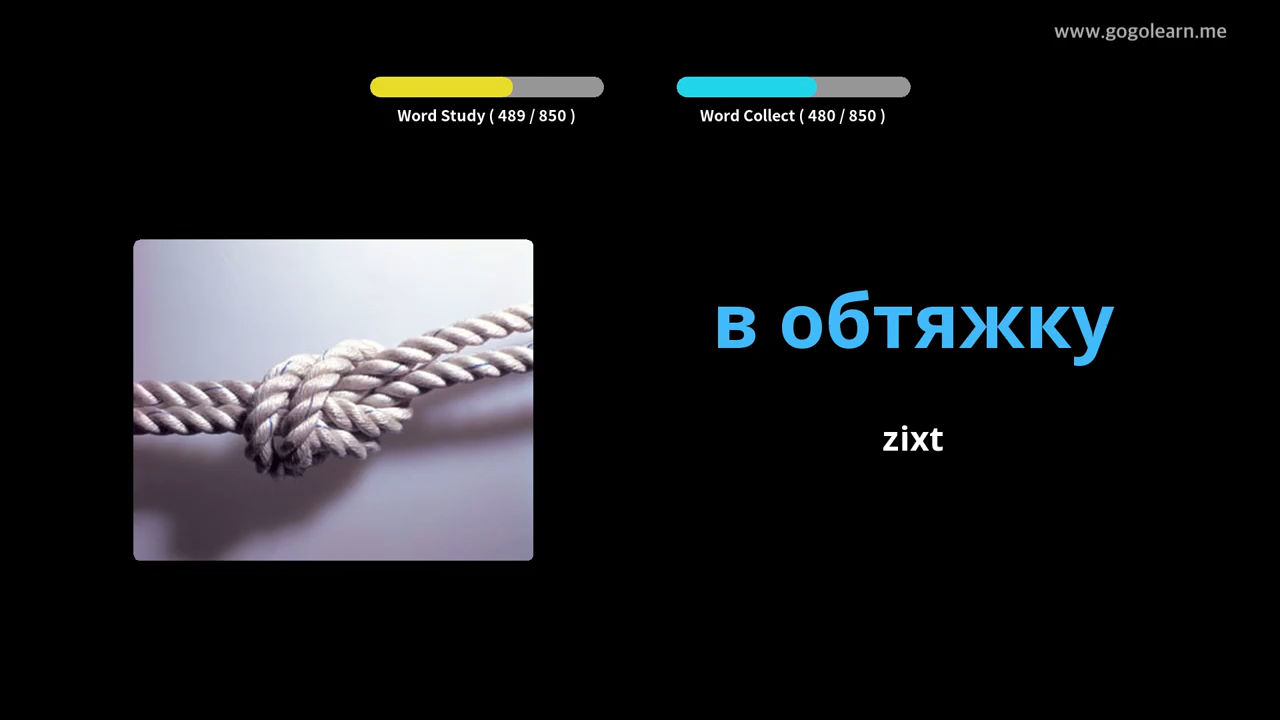 www.gogolearn.me
Word Study ( 489 / 850 )
Word Collect ( 480 / 850 )
в обтяжку
zixt